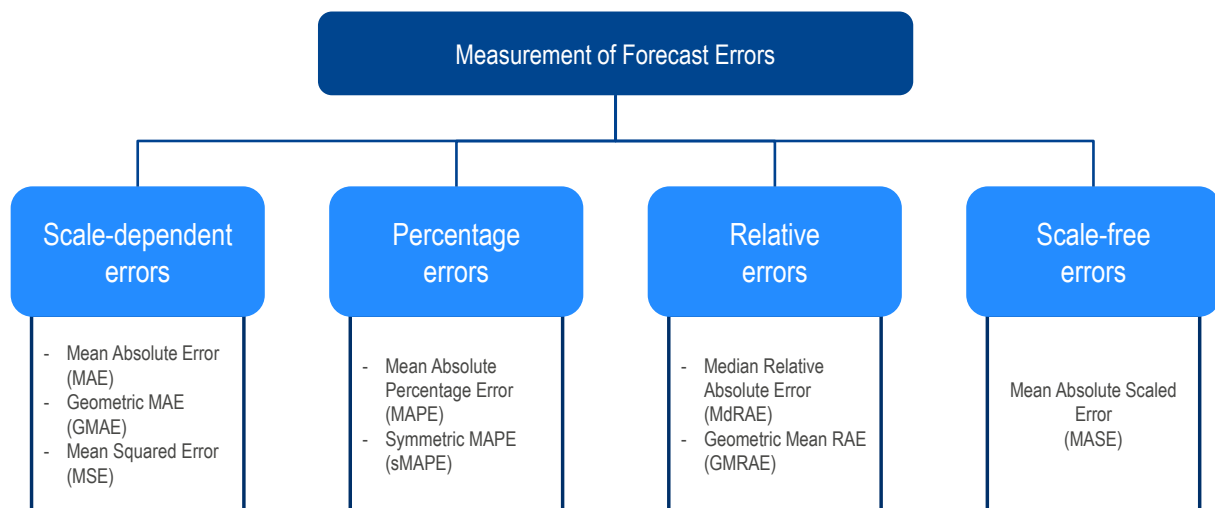 Measurement of Forecast Errors
Scale-dependent
errors
Percentage
errors
Relative
errors
Scale-free
errors
- Mean Absolute Error
(MAE)
- Geometric MAE
(GMAE)
- Mean Squared Error
(MSE)
- Mean Absolute
Percentage Error
(MAPE)
- Symmetric MAPE
(sMAPE)
- Median Relative
Absolute Error
(MdRAE)
- Geometric Mean RAE
(GMRAE)
Mean Absolute Scaled
Error
(MASE)